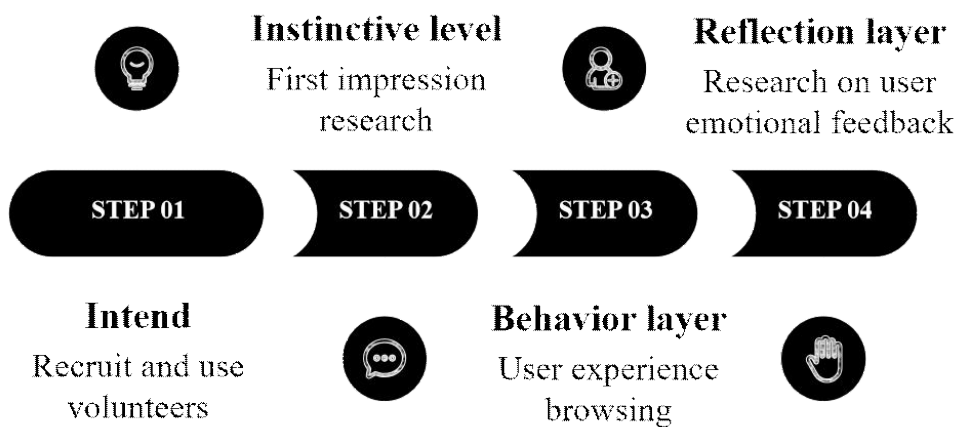 Instinctive level
First impression
research
Reflection layer
Research on user
emotional feedback
STEP 01
STEP 02
STEP 03
STEP 04
Intend
Recruit and use
volunteers
Behavior layer
User experience
browsing